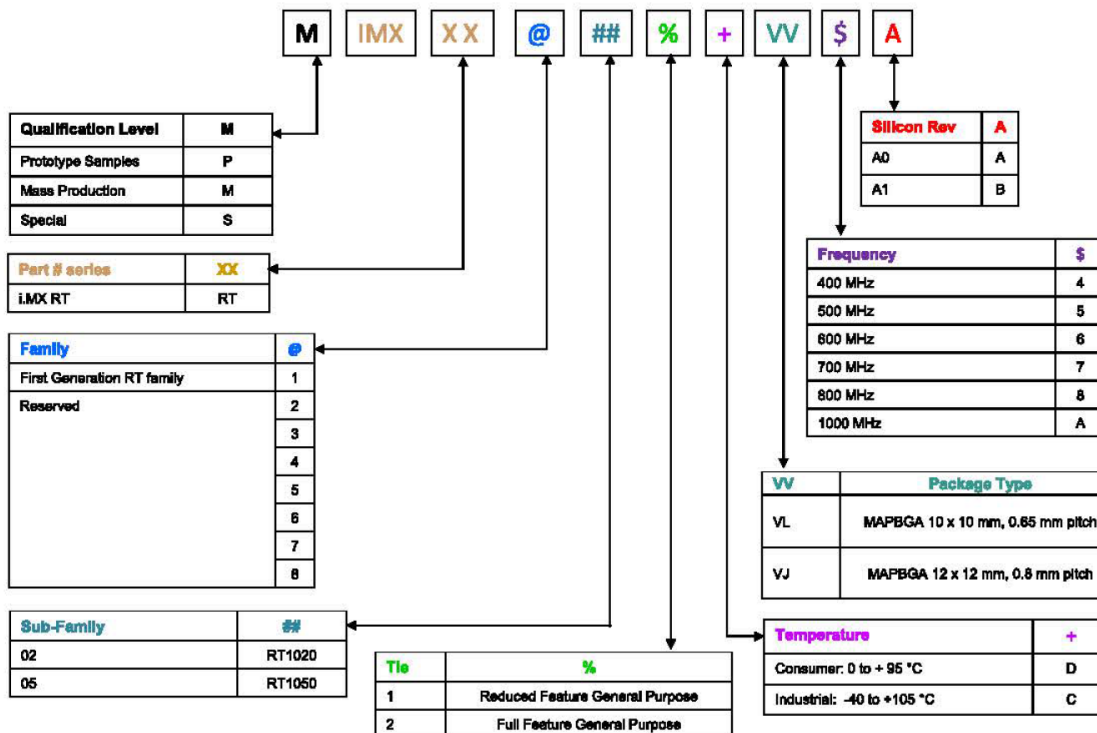 M IMX XX @ ## % + VV $ A
Qualification Level M
Prototype Samples P
Mass Production M
Special S
Silicon Rev A
A0 A
A1 B
Part # series XX
i.MX RT RT
Frequency $
400 MHz 4
500 MHz 5
600 MHz 6
700 MHz 7
800 MHz 8
1000 MHz A
Family @
First Generation RT family 1
Reserved 2
3
4
5
6
7
8
VV Package Type
VL MAPBGA 10 x 10 mm, 0.65 mm pitch
VJ MAPBGA 12 x 12 mm, 0.8 mm pitch
Sub-Family ##
02 RT1020
05 RT1050
Tie %
1 Reduced Feature General Purpose
2 Full Feature General Purpose
Temperature +
Consumer: 0 to + 95 °C D
Industrial: -40 to +105 °C C